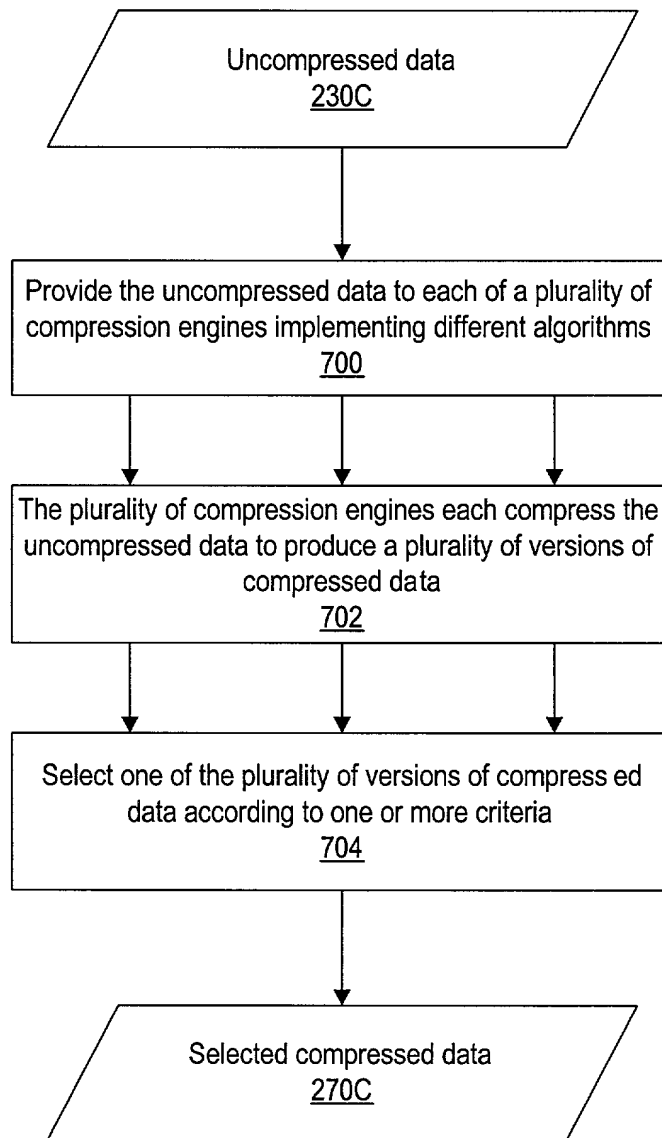 Uncompressed data
230C
Provide the uncompressed data to each of a plurality of
compression engines implementing different algorithms
700
The plurality of compression engines each compress the
uncompressed data to produce a plurality of versions of
compressed data
702
Select one of the plurality of versions of compress ed
data according to one or more criteria
704
Selected compressed data
270C